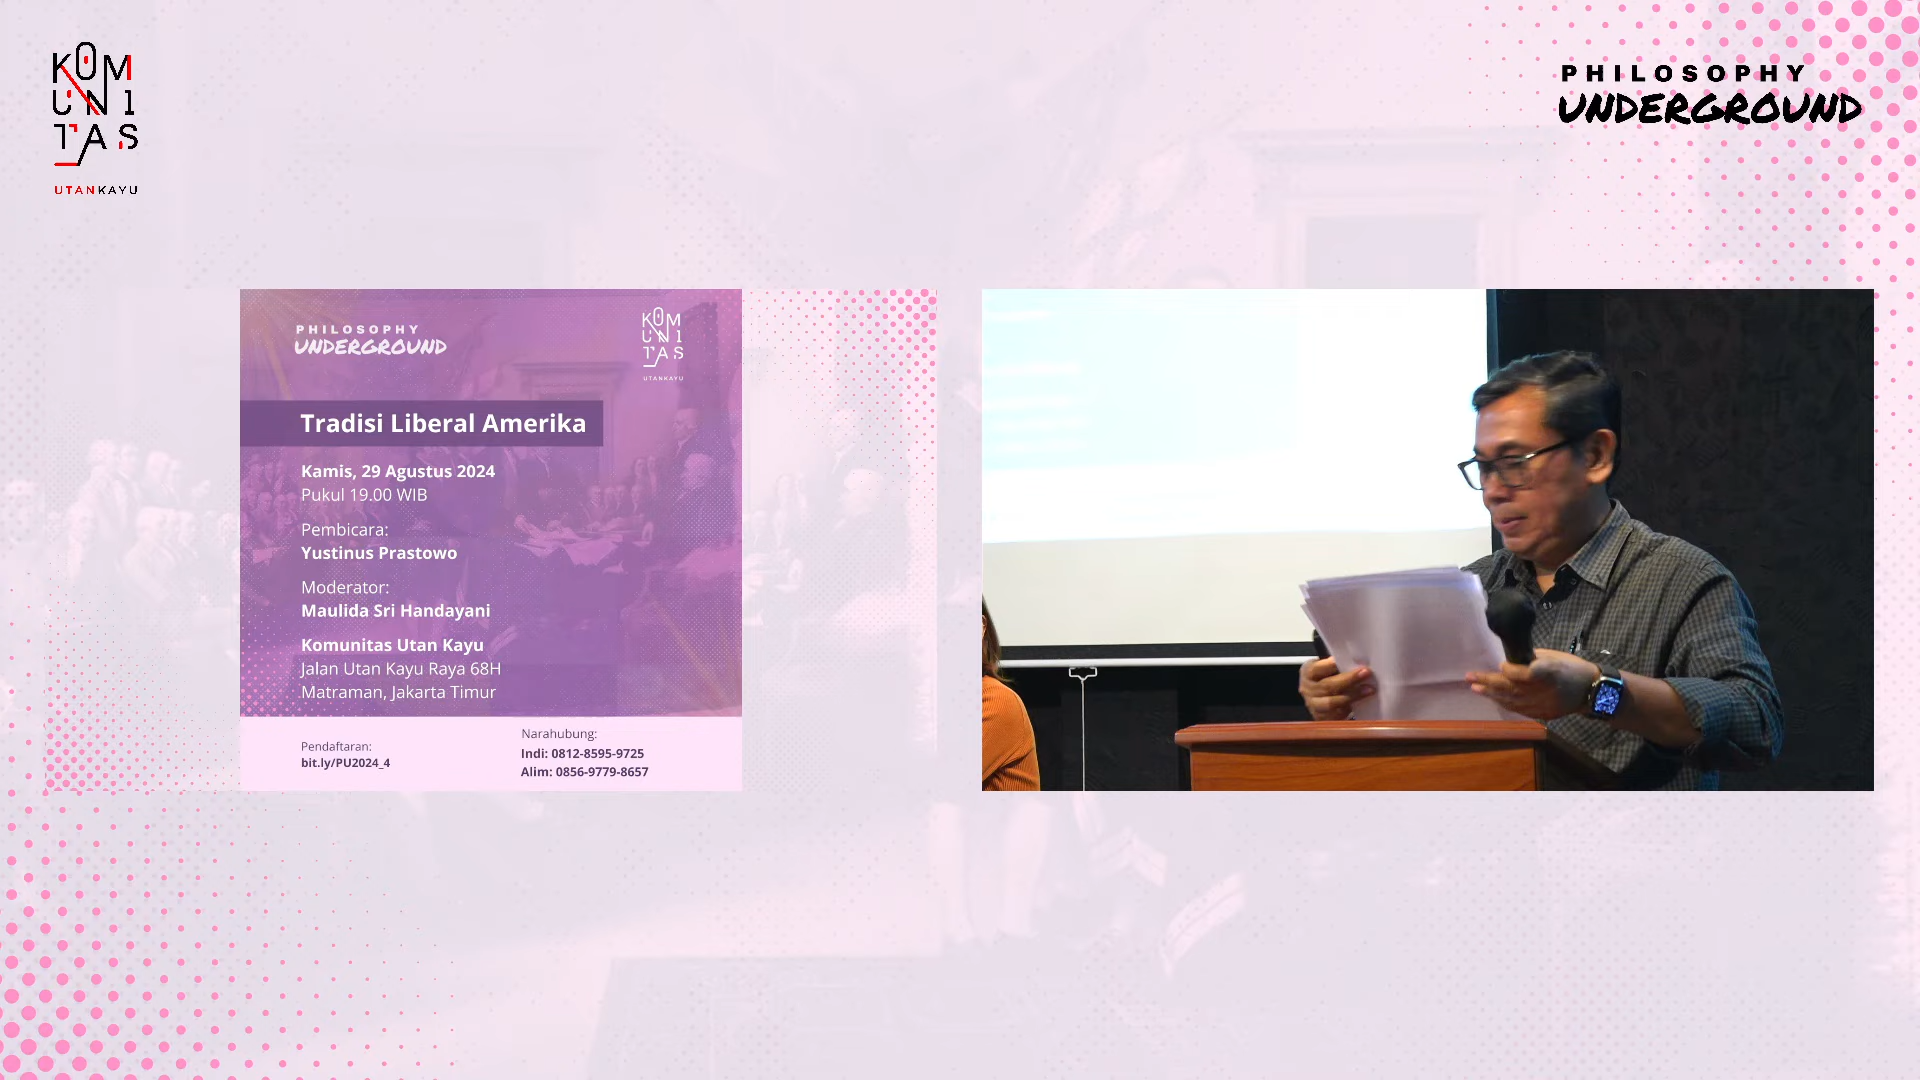 KOM
UNI
TAS
UTANKAYU
PHILOSOPHY
UNDERGROUND
PHILOSOPHY
UNDERGROUND
KOM
UNI
TAS
UTANKAYU
Tradisi Liberal Amerika
Kamis, 29 Agustus 2024
Pukul 19.00 WIB
Pembicara:
Yustinus Prastowo
Moderator:
Maulida Sri Handayani
Komunitas Utan Kayu
Jalan Utan Kayu Raya 68H
Matraman, Jakarta Timur
Pendaftaran:
bit.ly/PU2024_4
Narahubung:
Indi: 0812-8595-9725
Alim: 0856-9779-8657